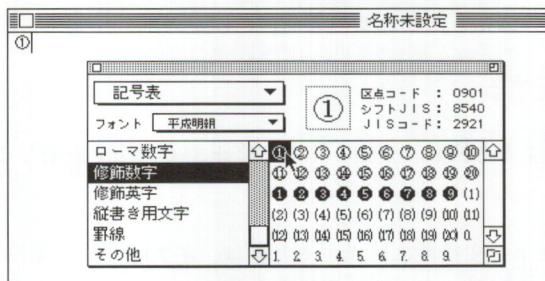 名称未設定
①
記号表
フォント 平成明朝
①
区点コード : 0901
シフトJIS : 8540
JISコード : 2921
ローマ数字
修飾数字
修飾英字
縦書き用文字
罫線
その他
① ② ③ ④ ⑤ ⑥ ⑦ ⑧ ⑨ ⑩
⑪ ⑫ ⑬ ⑭ ⑮ ⑯ ⑰ ⑱ ⑲ ⑳
❶ ❷ ❸ ❹ ❺ ❻ ❼ ❽ ❾ (1)
(2) (3) (4) (5) (6) (7) (8) (9) (10) (11)
(12) (13) (14) (15) (16) (17) (18) (19) (20) 0.
1. 2. 3. 4. 5. 6. 7. 8. 9.